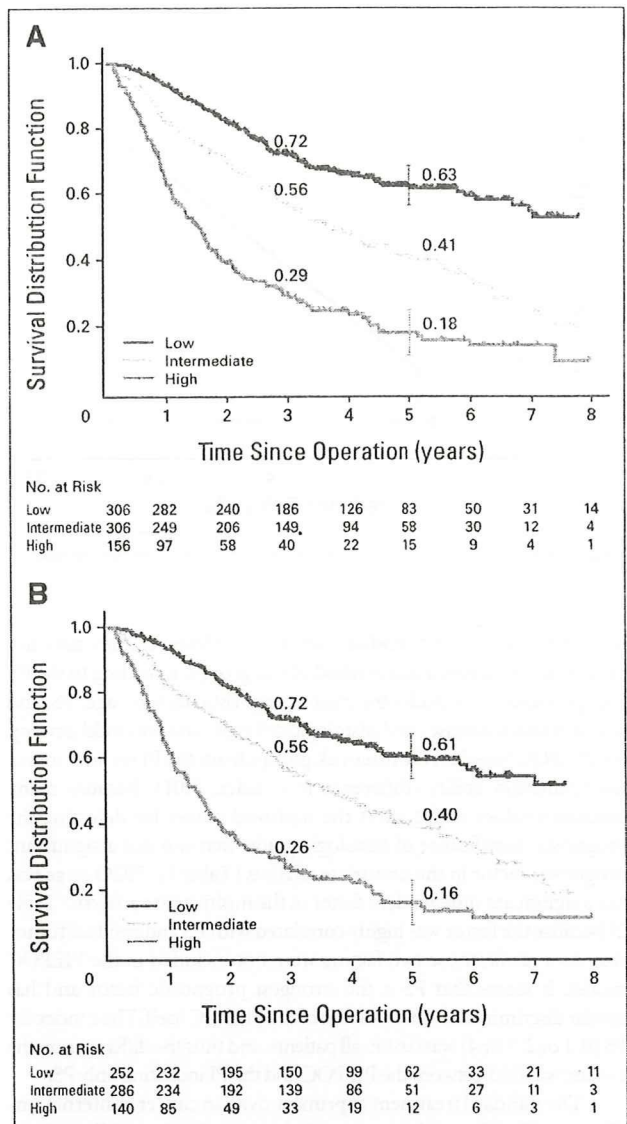 A
Survival Distribution Function
1.0
0.8
0.6
0.4
0.2
0.72
0.63
0.56
0.41
0.29
0.18
Low
Intermediate
High
0 1 2 3 4 5 6 7 8
Time Since Operation (years)
No. at Risk
Low 306 282 240 186 126 83 50 31 14
Intermediate 306 249 206 149 94 58 30 12 4
High 156 97 58 40 22 15 9 4 1
B
Survival Distribution Function
1.0
0.8
0.6
0.4
0.2
0.72
0.61
0.56
0.40
0.26
0.16
Low
Intermediate
High
0 1 2 3 4 5 6 7 8
Time Since Operation (years)
No. at Risk
Low 252 232 195 150 99 62 33 21 11
Intermediate 286 234 192 139 86 51 27 11 3
High 140 85 49 33 19 12 6 3 1